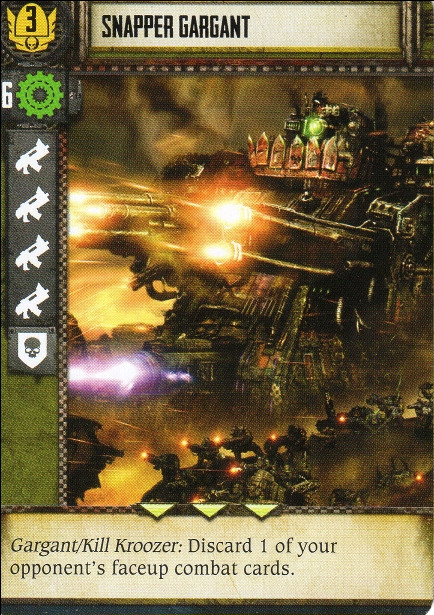 3
SNAPPER GARGANT
6
Gargant/Kill Kroozer: Discard 1 of your
opponent's faceup combat cards.